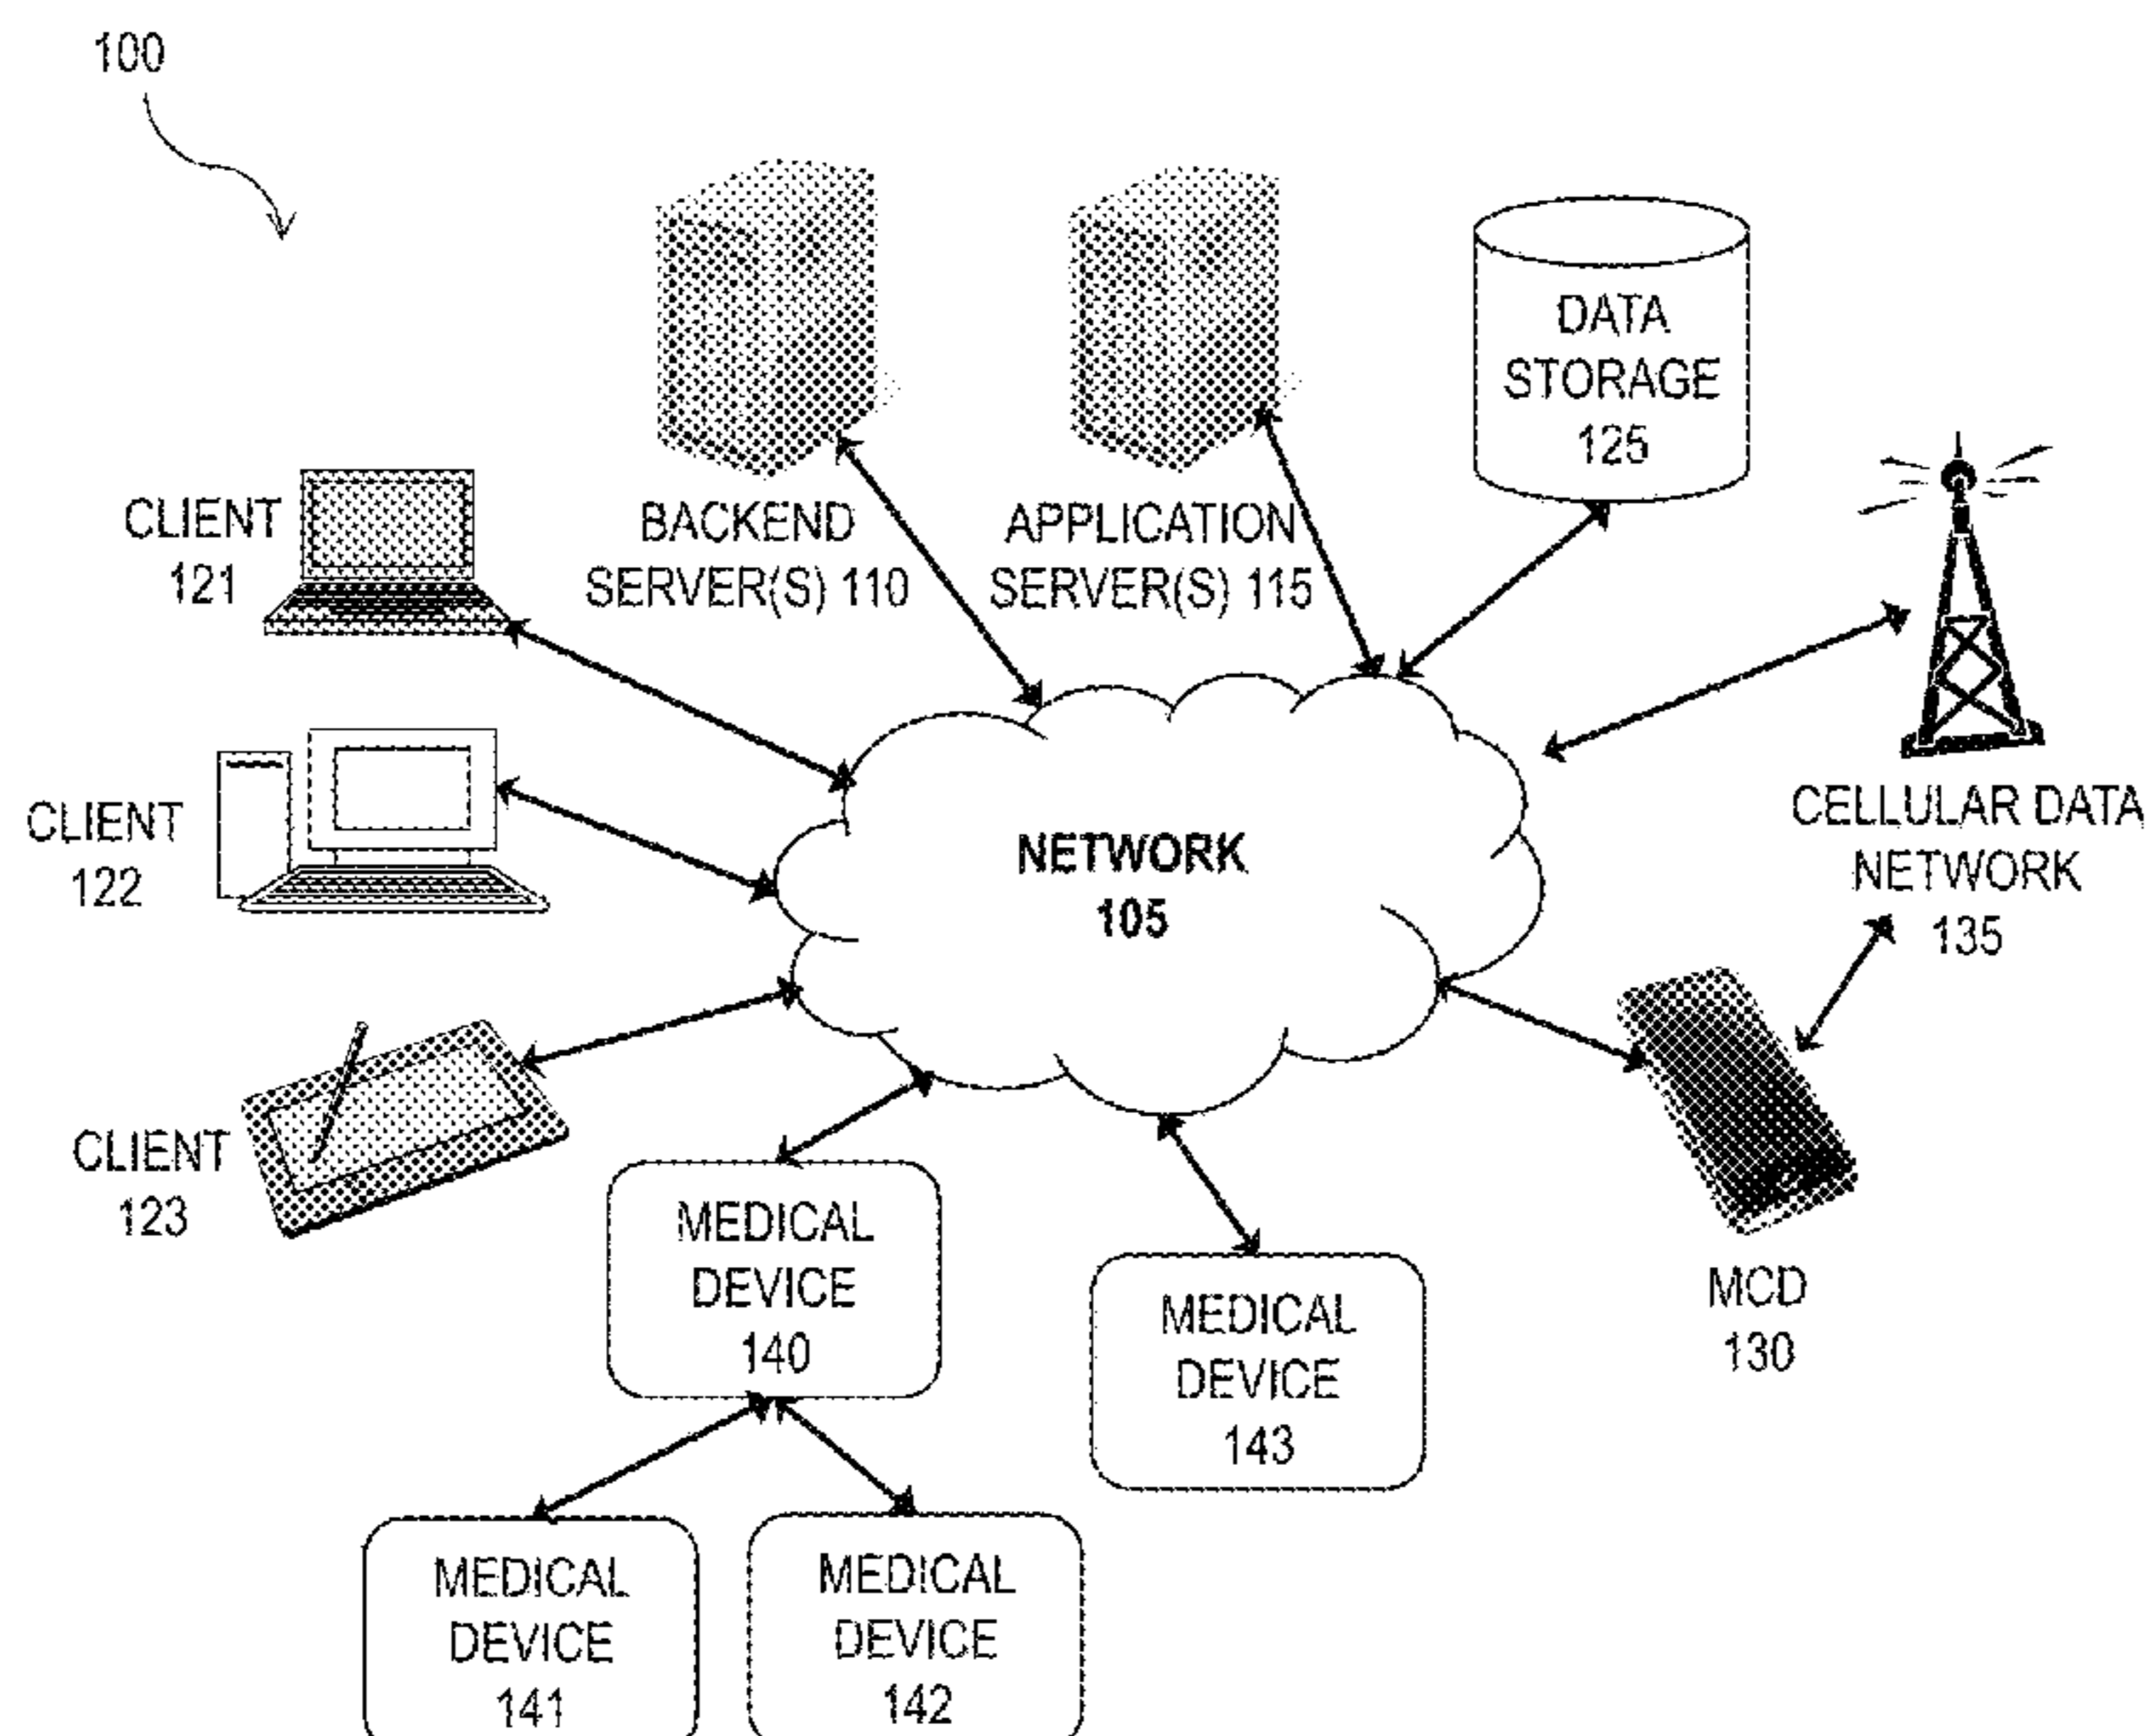 100
DATA
STORAGE
125
CLIENT
121
BACKEND
SERVER(S) 110
APPLICATION
SERVER(S) 115
CLIENT
122
NETWORK
105
CELLULAR DATA
NETWORK
135
CLIENT
123
MEDICAL
DEVICE
140
MEDICAL
DEVICE
143
MCD
130
MEDICAL
DEVICE
141
MEDICAL
DEVICE
142